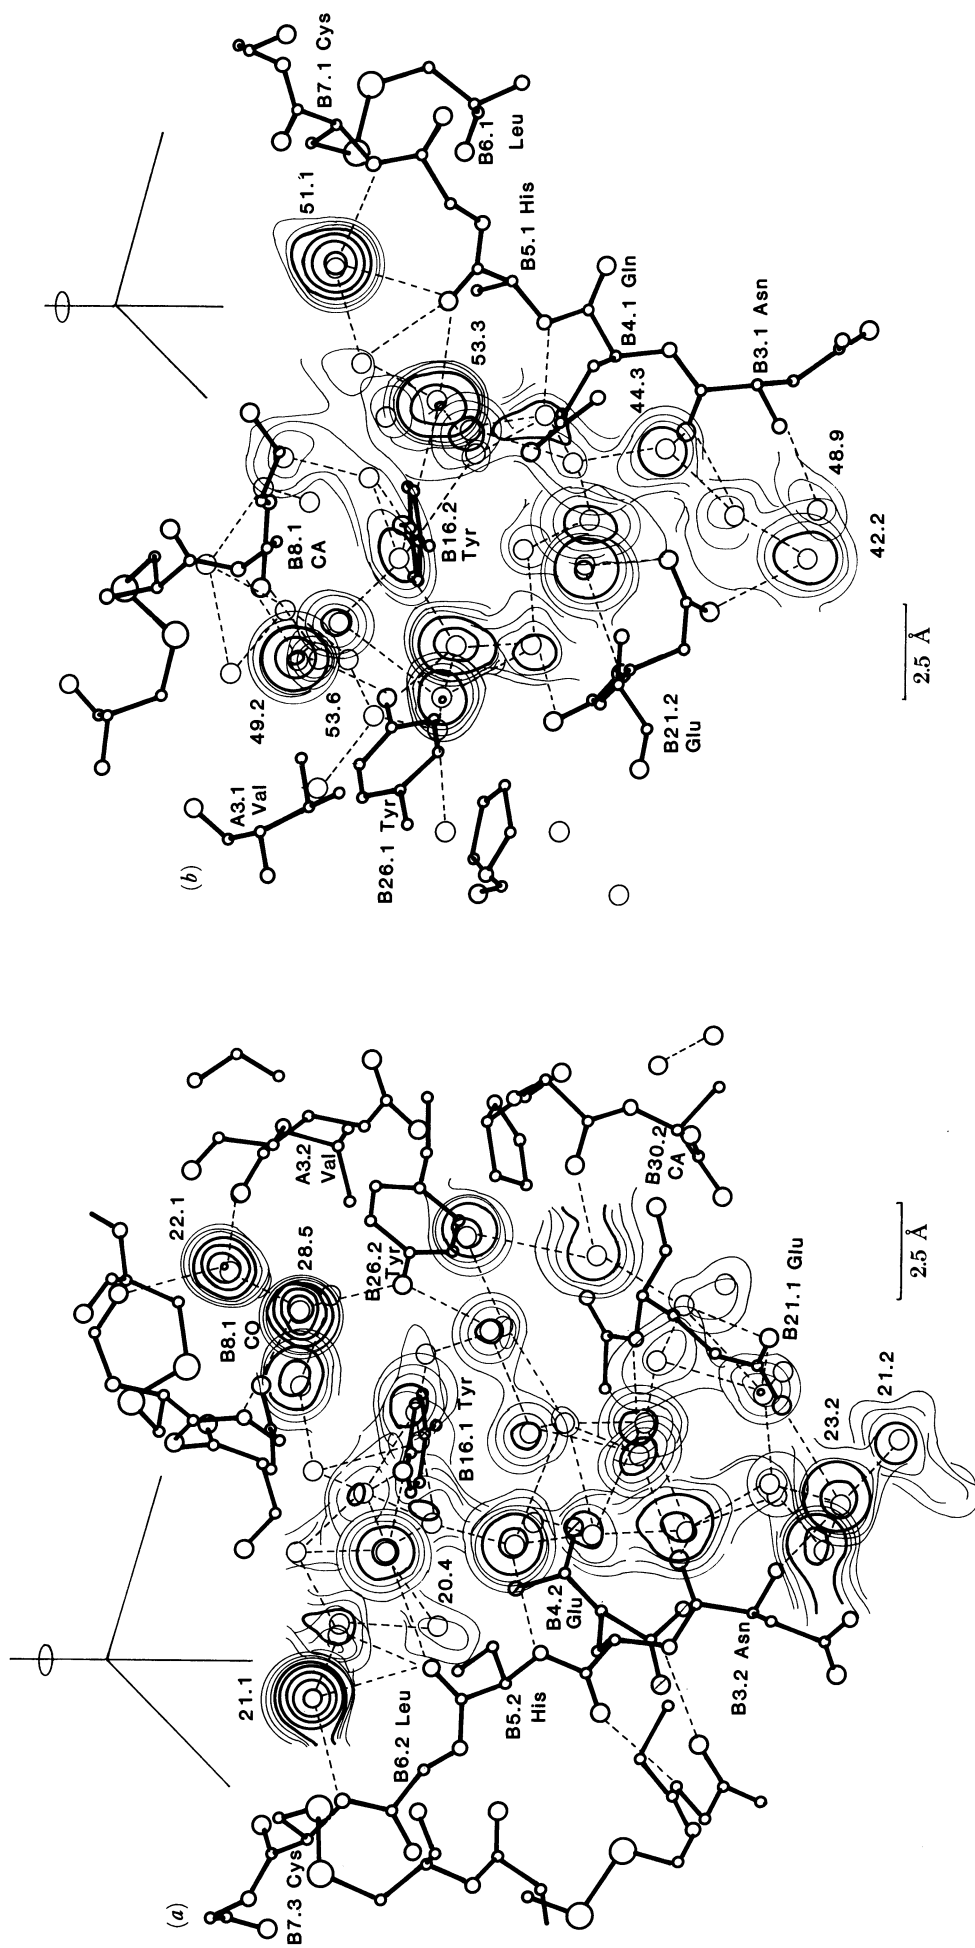 (a)
B7.3 Cys
21.1
B6.2 Leu
B5.2
His
20.4
B4.2
Glu
B3.2 Asn
B8.1
CO
22.1
28.5
A3.2
Val
B26.2
Tyr
B16.1 Tyr
B30.2
CA
B21.1 Glu
23.2
21.2
2.5 Å
(b)
A3.1
Val
49.2
53.6
B26.1 Tyr
B8.1
CA
B16.2
Tyr
51.1
B7.1 Cys
B6.1
Leu
B5.1 His
53.3
B4.1 Gln
44.3
B3.1 Asn
48.9
42.2
B21.2
Glu
2.5 Å